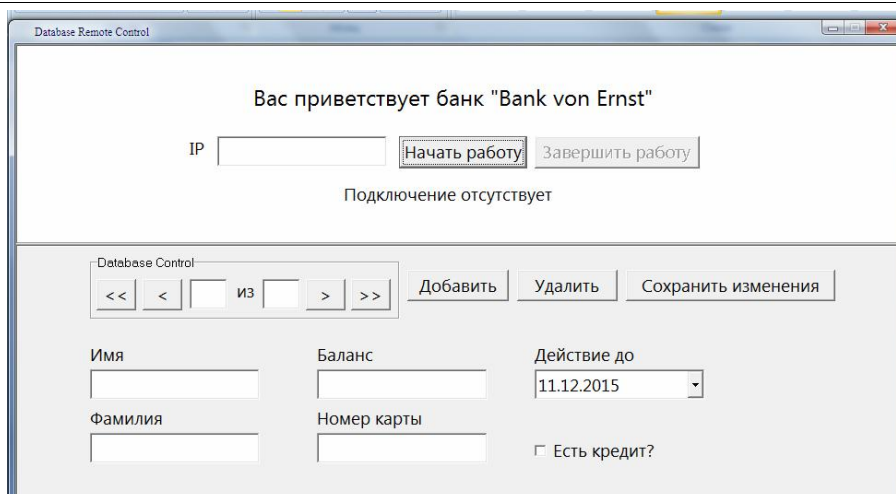 Database Remote Control
Вас приветствует банк "Bank von Ernst"
IP Начать работу Завершить работу
Подключение отсутствует
Database Control
<< < из > >> Добавить Удалить Сохранить изменения
Имя Баланс Действие до
11.12.2015
Фамилия Номер карты
Есть кредит?